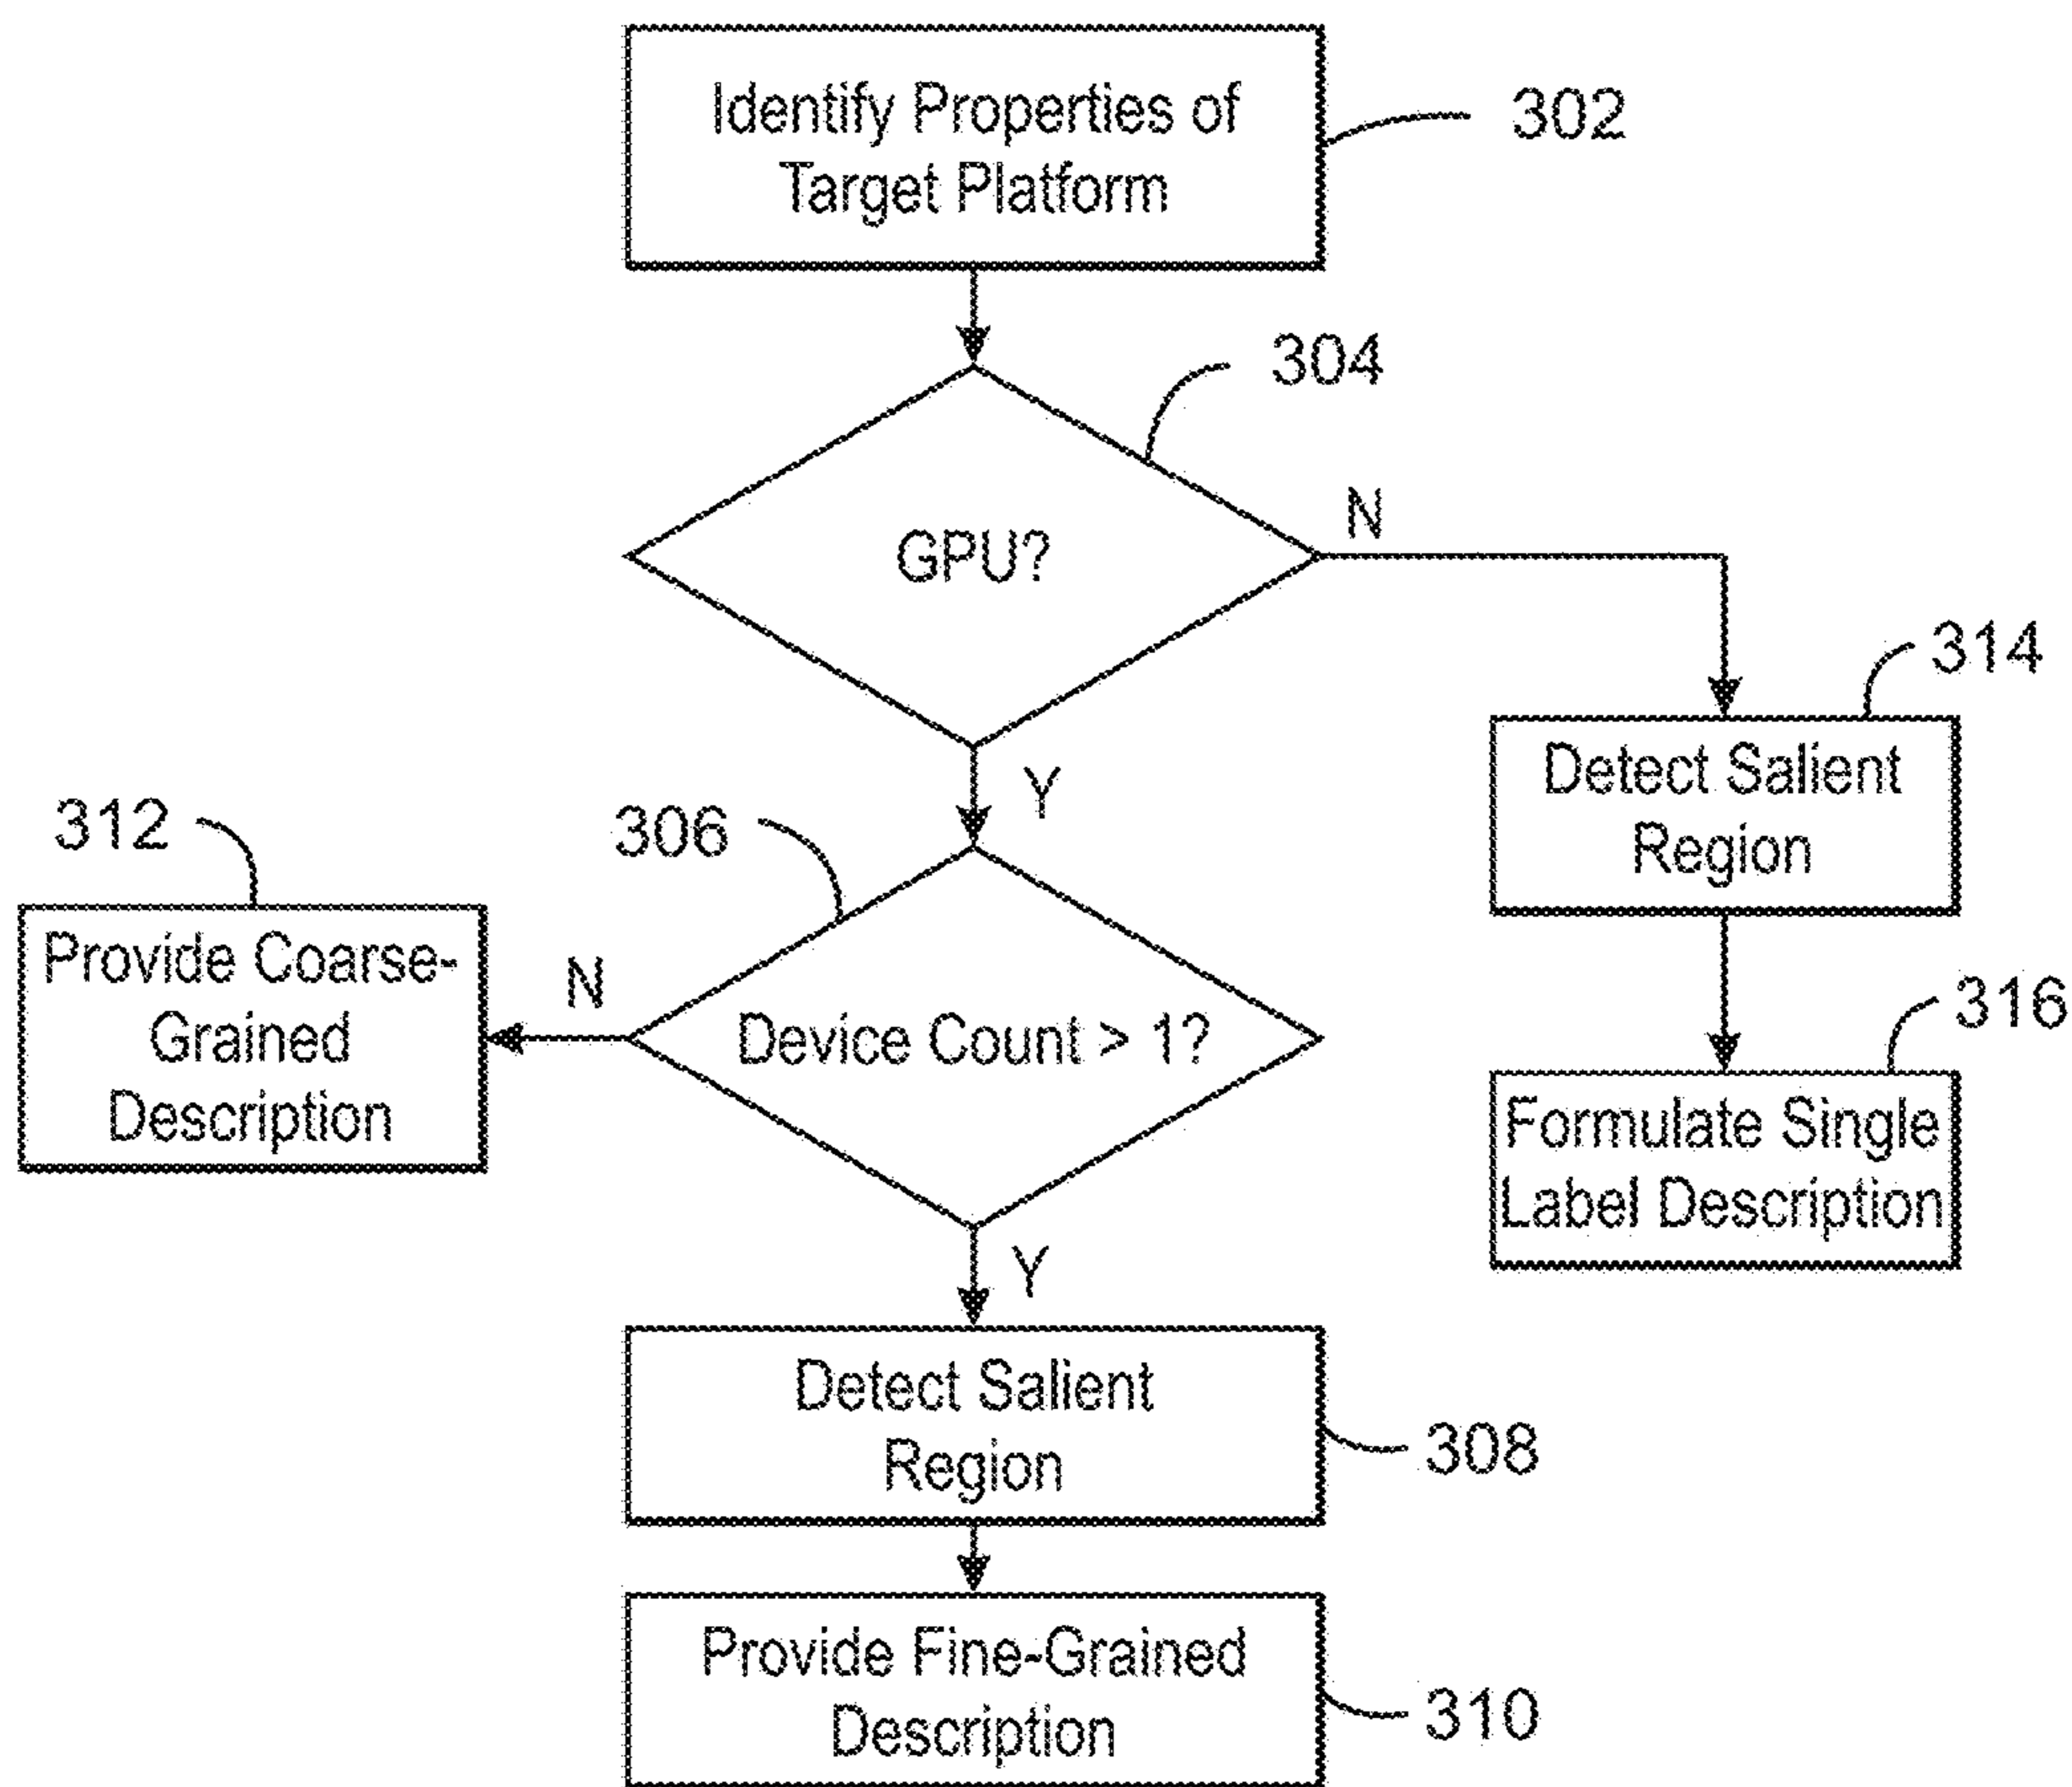 Identify Properties of
Target Platform
302
304
GPU?
N
314
Detect Salient
Region
Y
312
306
Provide Coarse-
Grained
Description
N
Device Count > 1?
316
Formulate Single
Label Description
Y
Detect Salient
Region
308
Provide Fine-Grained
Description
310